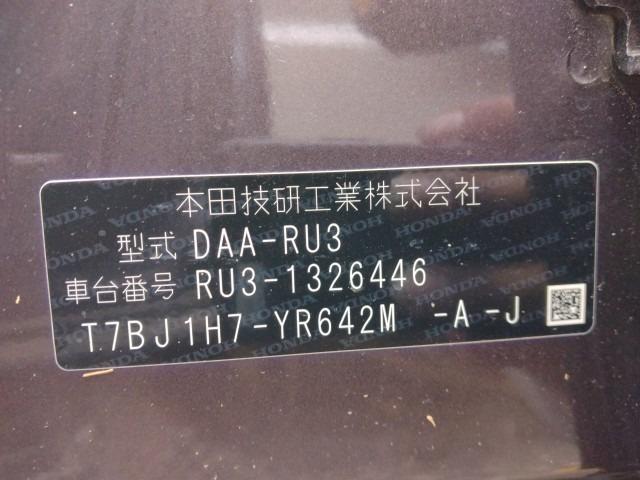 本田技研工業株式会社
型式 DAA-RU3
車台番号 RU3-1326446
T7BJ1H7-YR642M -A-J